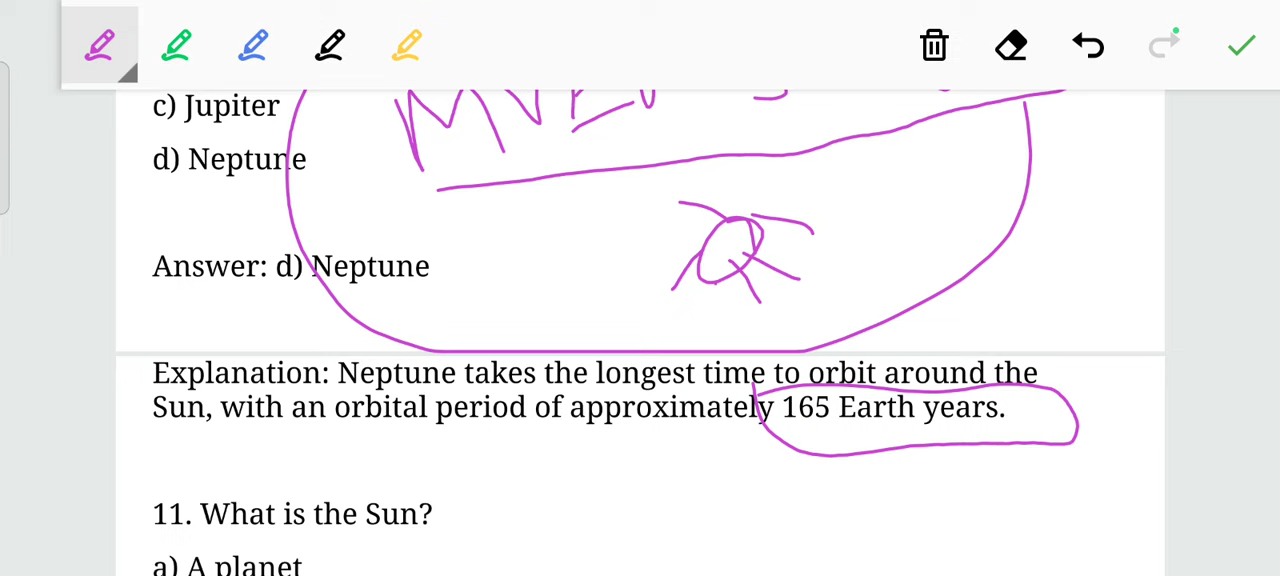 c) Jupiter
d) Neptune
Answer: d) Neptune
Explanation: Neptune takes the longest time to orbit around the
Sun, with an orbital period of approximately 165 Earth years.
11. What is the Sun?
a) A planet